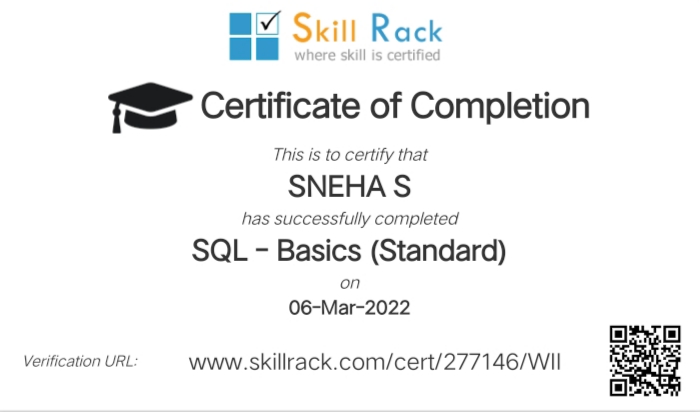 Skill Rack
where skill is certified
Certificate of Completion
This is to certify that
SNEHA S
has successfully completed
SQL - Basics (Standard)
on
06-Mar-2022
Verification URL: www.skillrack.com/cert/277146/WII